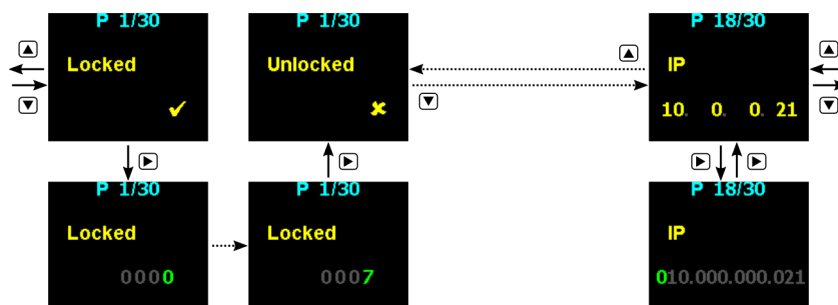 P 1/30
Locked
✔
P 1/30
Unlocked
✘
P 18/30
IP
10. 0. 0. 21
P 1/30
Locked
0000
P 1/30
Locked
0007
P 18/30
IP
010.000.000.021